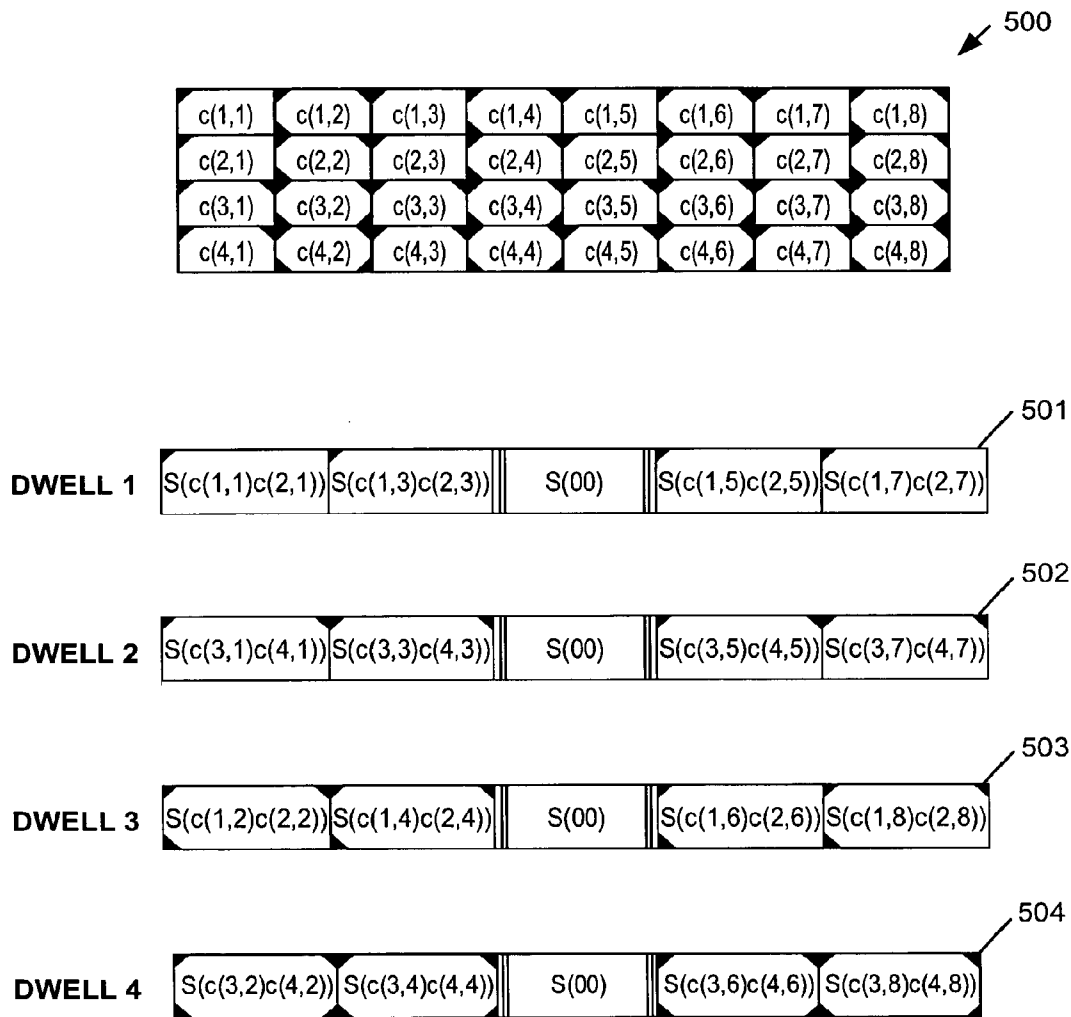 500
c(1,1) c(1,2) c(1,3) c(1,4) c(1,5) c(1,6) c(1,7) c(1,8)
c(2,1) c(2,2) c(2,3) c(2,4) c(2,5) c(2,6) c(2,7) c(2,8)
c(3,1) c(3,2) c(3,3) c(3,4) c(3,5) c(3,6) c(3,7) c(3,8)
c(4,1) c(4,2) c(4,3) c(4,4) c(4,5) c(4,6) c(4,7) c(4,8)
501
DWELL 1 S(c(1,1)c(2,1)) S(c(1,3)c(2,3)) S(00) S(c(1,5)c(2,5)) S(c(1,7)c(2,7))
502
DWELL 2 S(c(3,1)c(4,1)) S(c(3,3)c(4,3)) S(00) S(c(3,5)c(4,5)) S(c(3,7)c(4,7))
503
DWELL 3 S(c(1,2)c(2,2)) S(c(1,4)c(2,4)) S(00) S(c(1,6)c(2,6)) S(c(1,8)c(2,8))
504
DWELL 4 S(c(3,2)c(4,2)) S(c(3,4)c(4,4)) S(00) S(c(3,6)c(4,6)) S(c(3,8)c(4,8))